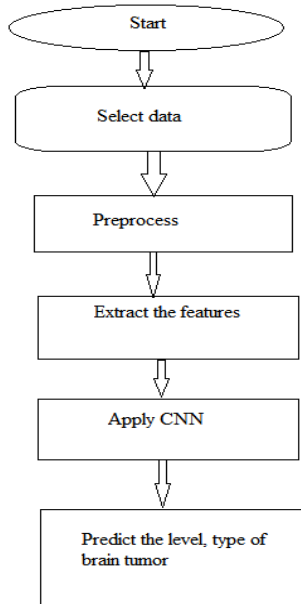 Start
Select data
Preprocess
Extract the features
Apply CNN
Predict the level, type of
brain tumor